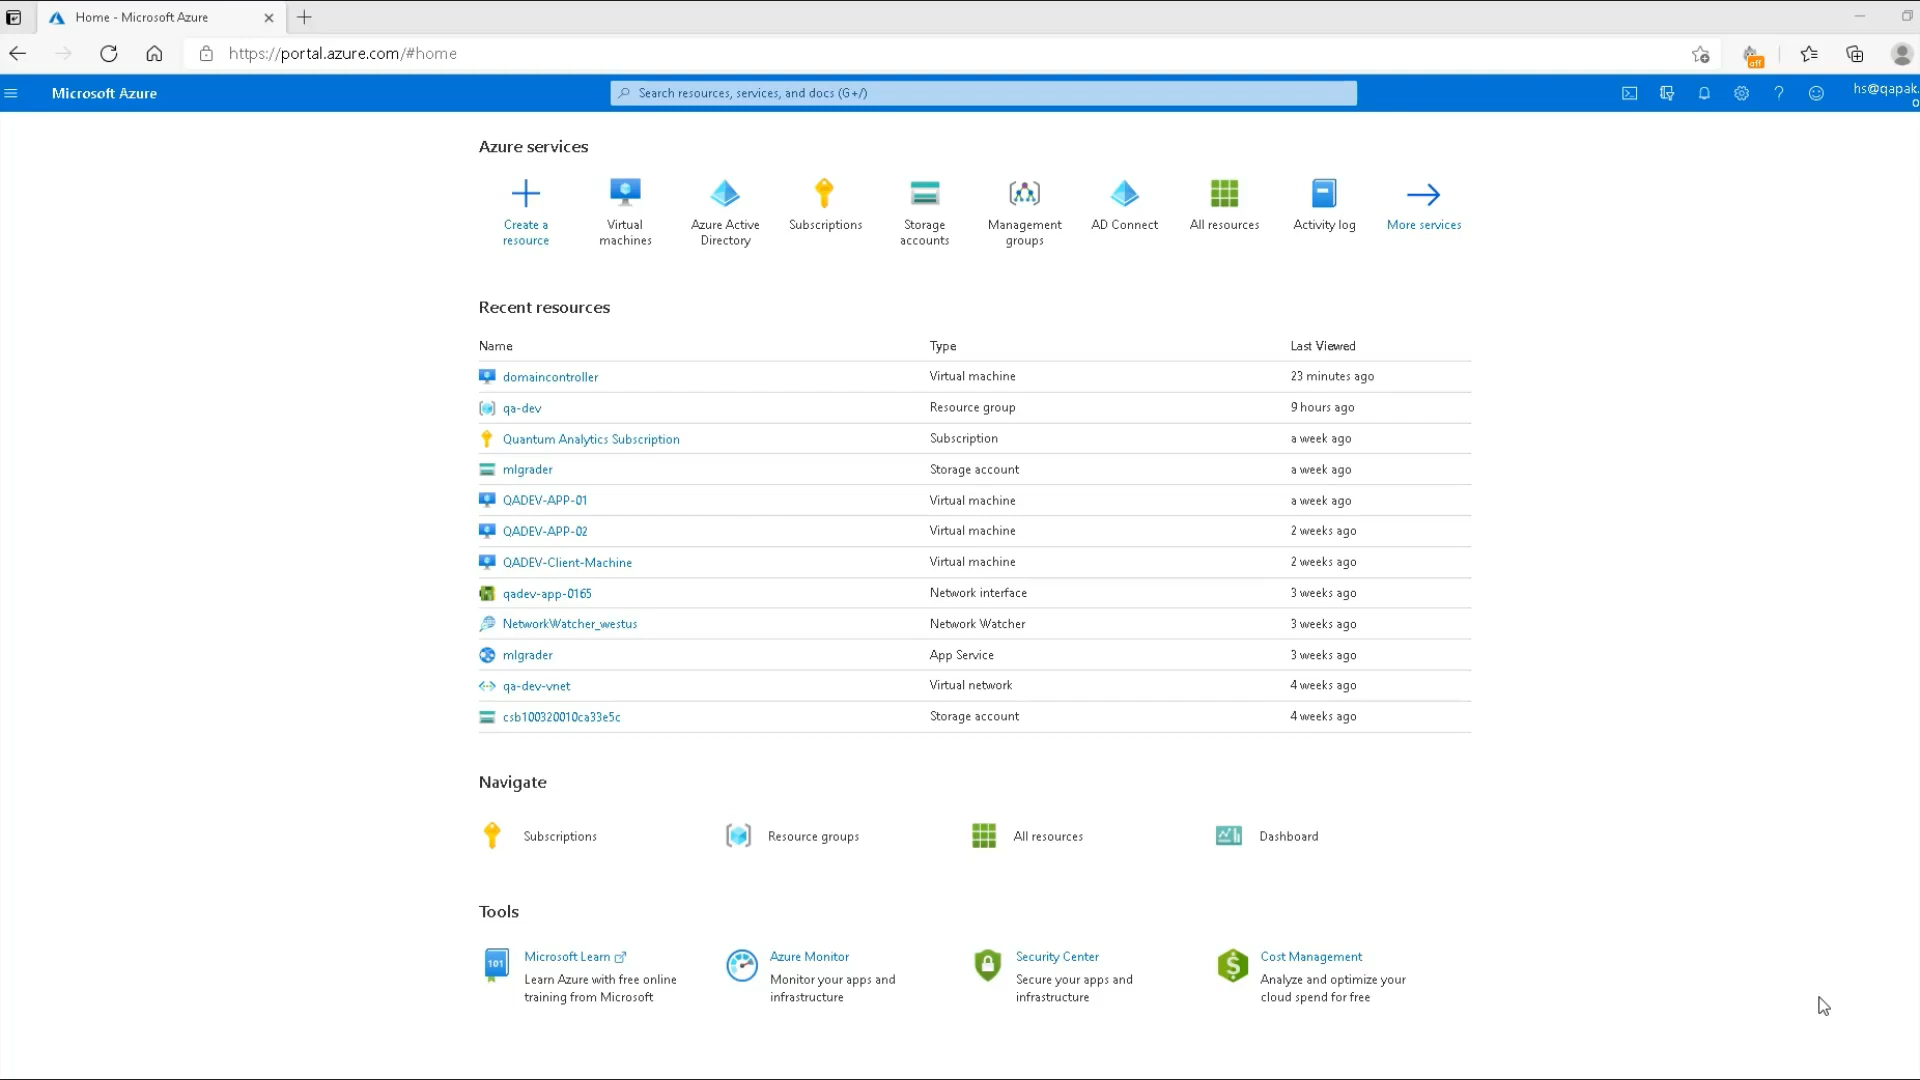 Home - Microsoft Azure
https://portal.azure.com/#home
off
Microsoft Azure
Search resources, services, and docs (G+/)
hs@qapak.
Azure services
Create a resource
Virtual machines
Azure Active Directory
Subscriptions
Storage accounts
Management groups
AD Connect
All resources
Activity log
More services
Recent resources
Name Type Last Viewed
domaincontroller Virtual machine 23 minutes ago
qa-dev Resource group 9 hours ago
Quantum Analytics Subscription Subscription a week ago
mlgrader Storage account a week ago
QADEV-APP-01 Virtual machine a week ago
QADEV-APP-02 Virtual machine 2 weeks ago
QADEV-Client-Machine Virtual machine 2 weeks ago
qadev-app-0165 Network interface 3 weeks ago
NetworkWatcher_westus Network Watcher 3 weeks ago
mlgrader App Service 3 weeks ago
qa-dev-vnet Virtual network 4 weeks ago
csb100320010ca33e5c Storage account 4 weeks ago
Navigate
Subscriptions Resource groups All resources Dashboard
Tools
101
Microsoft Learn
Learn Azure with free online
training from Microsoft
Azure Monitor
Monitor your apps and
infrastructure
Security Center
Secure your apps and
infrastructure
Cost Management
Analyze and optimize your
cloud spend for free